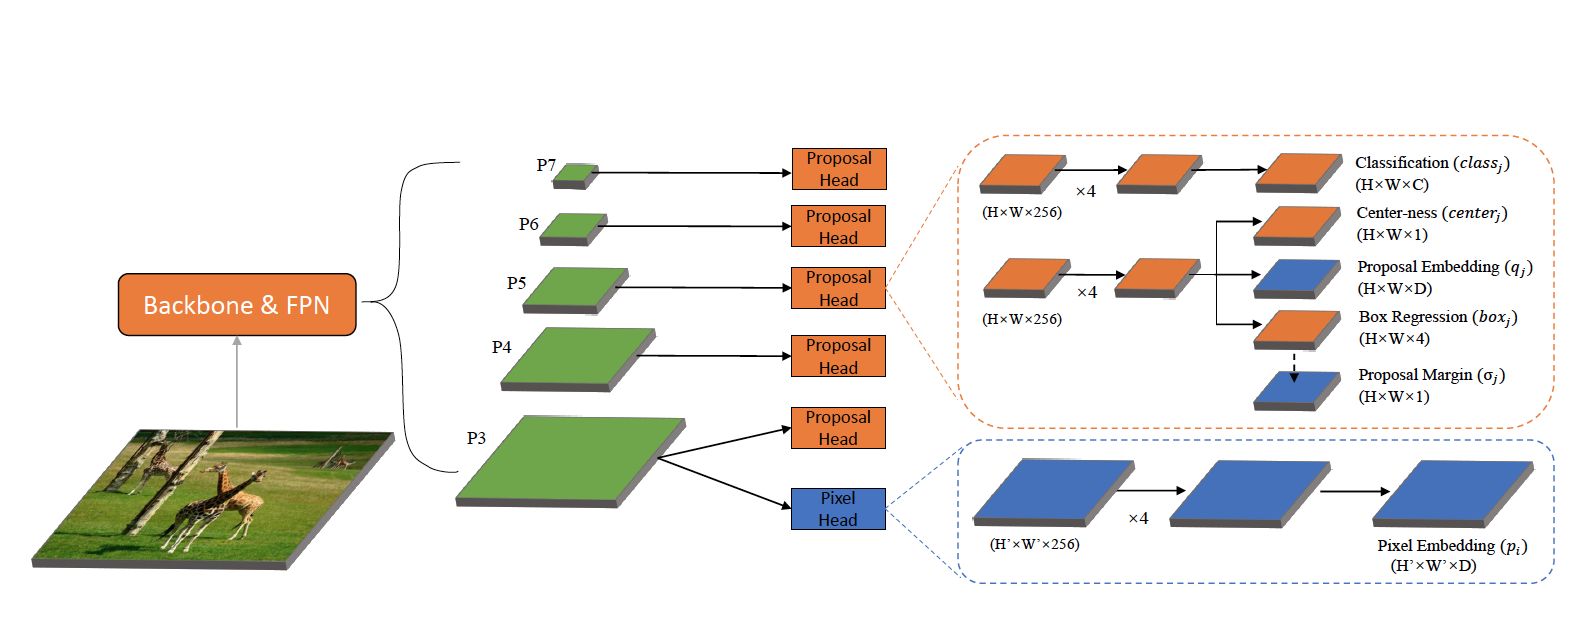 Backbone & FPN
P7
P6
P5
P4
P3
Proposal
Head
Proposal
Head
Proposal
Head
Proposal
Head
Proposal
Head
Pixel
Head
×4
(H×W×256)
Classification (class_j)
(H×W×C)
Center-ness (center_j)
(H×W×1)
×4
(H×W×256)
Proposal Embedding (q_j)
(H×W×D)
Box Regression (box_j)
(H×W×4)
Proposal Margin (σ_j)
(H×W×1)
×4
(H’×W’×256)
Pixel Embedding (p_i)
(H’×W’×D)